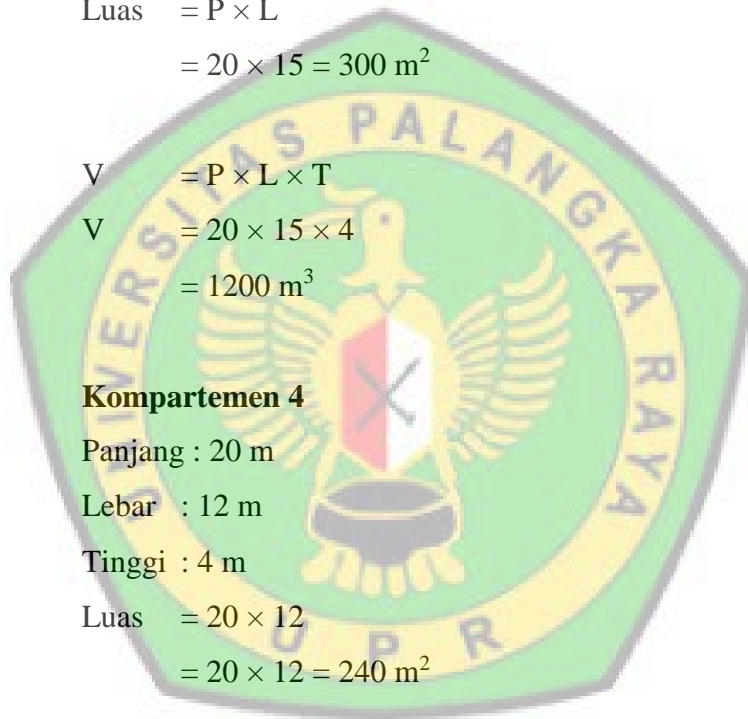 Luas = P × L
= 20 × 15 = 300 m²
V = P × L × T
V = 20 × 15 × 4
= 1200 m³
Kompartemen 4
Panjang : 20 m
Lebar : 12 m
Tinggi : 4 m
Luas = 20 × 12
= 20 × 12 = 240 m²
UNIVERSITAS PALANGKA RAYA
U P R